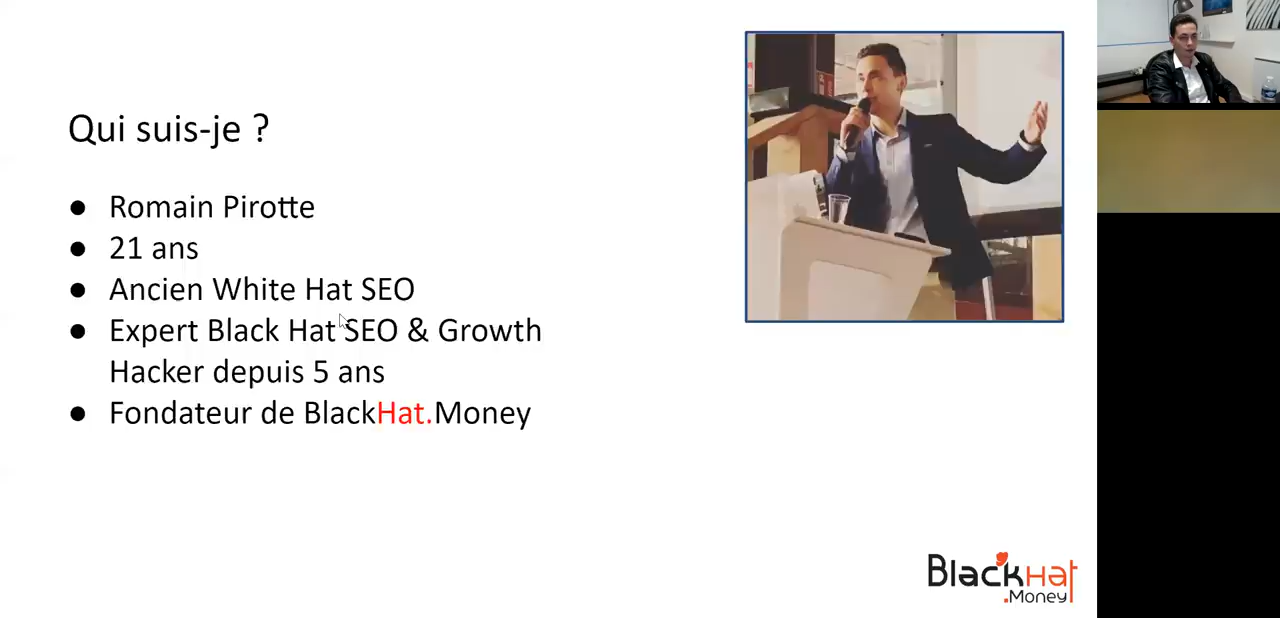 Qui suis-je ?
● Romain Pirotte
● 21 ans
● Ancien White Hat SEO
● Expert Black Hat SEO & Growth
Hacker depuis 5 ans
● Fondateur de BlackHat.Money
BlackHat
.Money